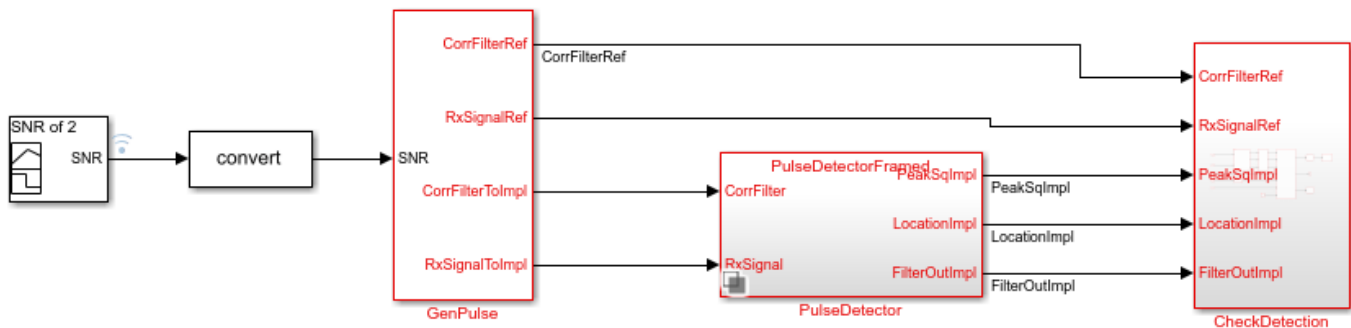 SNR of 2
SNR
convert
SNR
CorrFilterRef
RxSignalRef
CorrFilterToImpl
RxSignalToImpl
GenPulse
CorrFilterRef
PulseDetectorFramed
CorrFilter
RxSignal
PeakSqImpl
LocationImpl
FilterOutImpl
PulseDetector
PeakSqImpl
LocationImpl
FilterOutImpl
CorrFilterRef
RxSignalRef
PeakSqImpl
LocationImpl
FilterOutImpl
CheckDetection